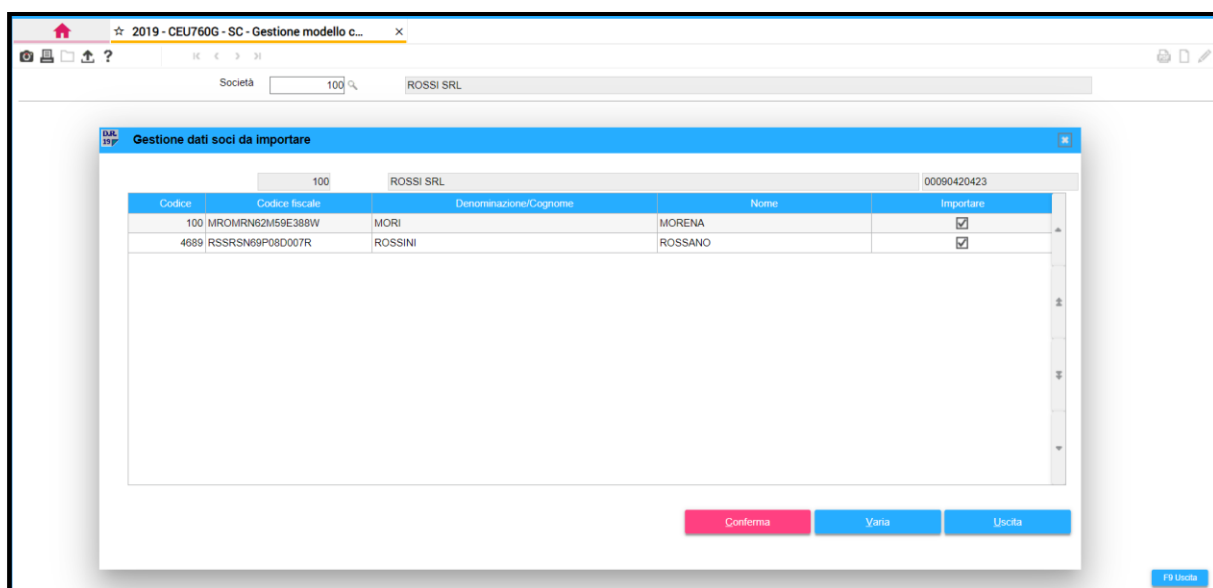 ☆ 2019 - CEU760G - SC - Gestione modello c... ×
?
Società 100 ROSSI SRL
D.R. 19 Gestione dati soci da importare
100 ROSSI SRL 00090420423
Codice Codice fiscale Denominazione/Cognome Nome Importare
100 MROMRN62M59E388W MORI MORENA
4689 RSSRSN69P08D007R ROSSINI ROSSANO
Conferma Varia Uscita
F9 Uscita